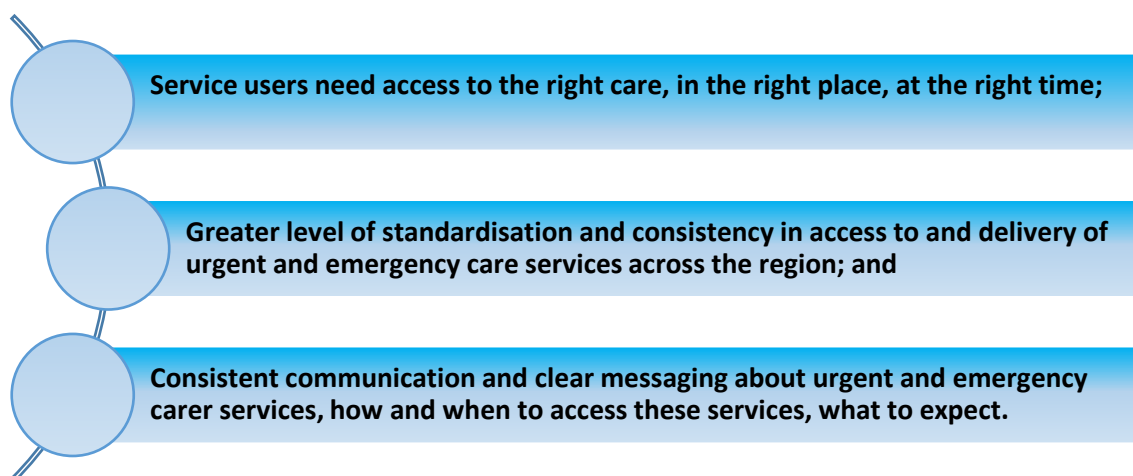 Service users need access to the right care, in the right place, at the right time;
Greater level of standardisation and consistency in access to and delivery of
urgent and emergency care services across the region; and
Consistent communication and clear messaging about urgent and emergency
carer services, how and when to access these services, what to expect.